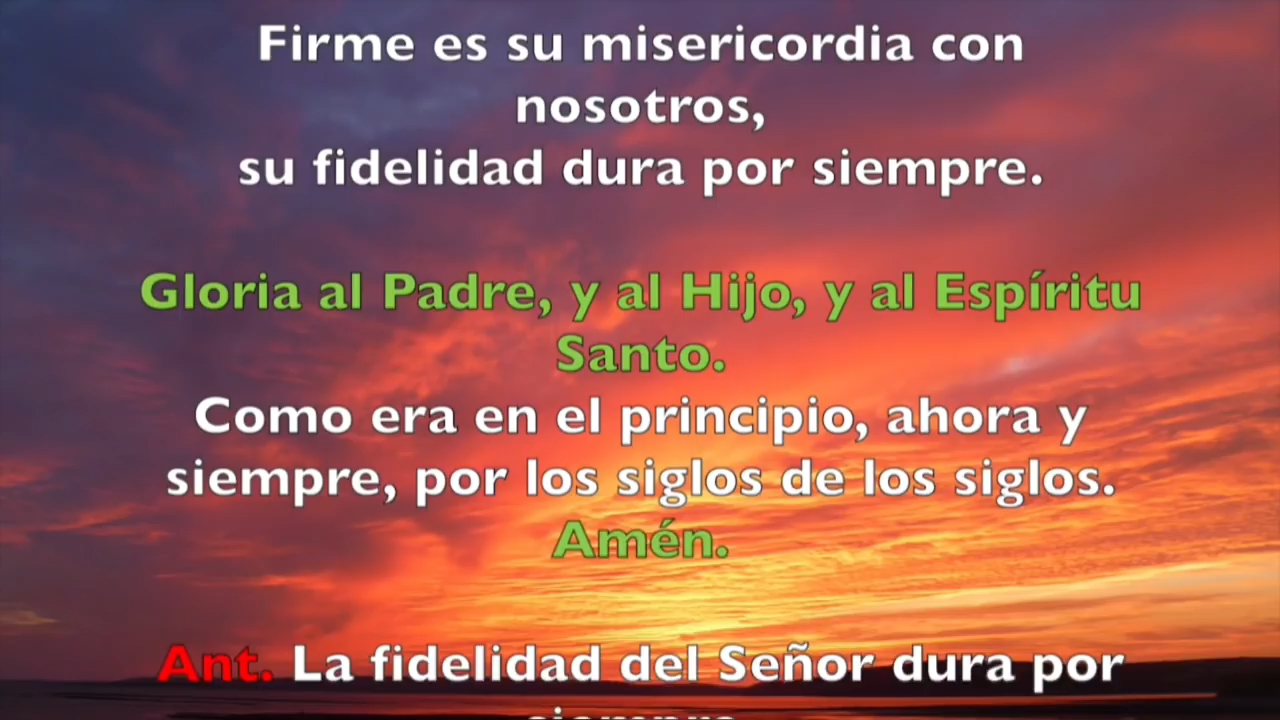 Firme es su misericordia con
nosotros,
su fidelidad dura por siempre.
Gloria al Padre, y al Hijo, y al Espíritu
Santo.
Como era en el principio, ahora y
siempre, por los siglos de los siglos.
Amén.
Ant. La fidelidad del Señor dura por